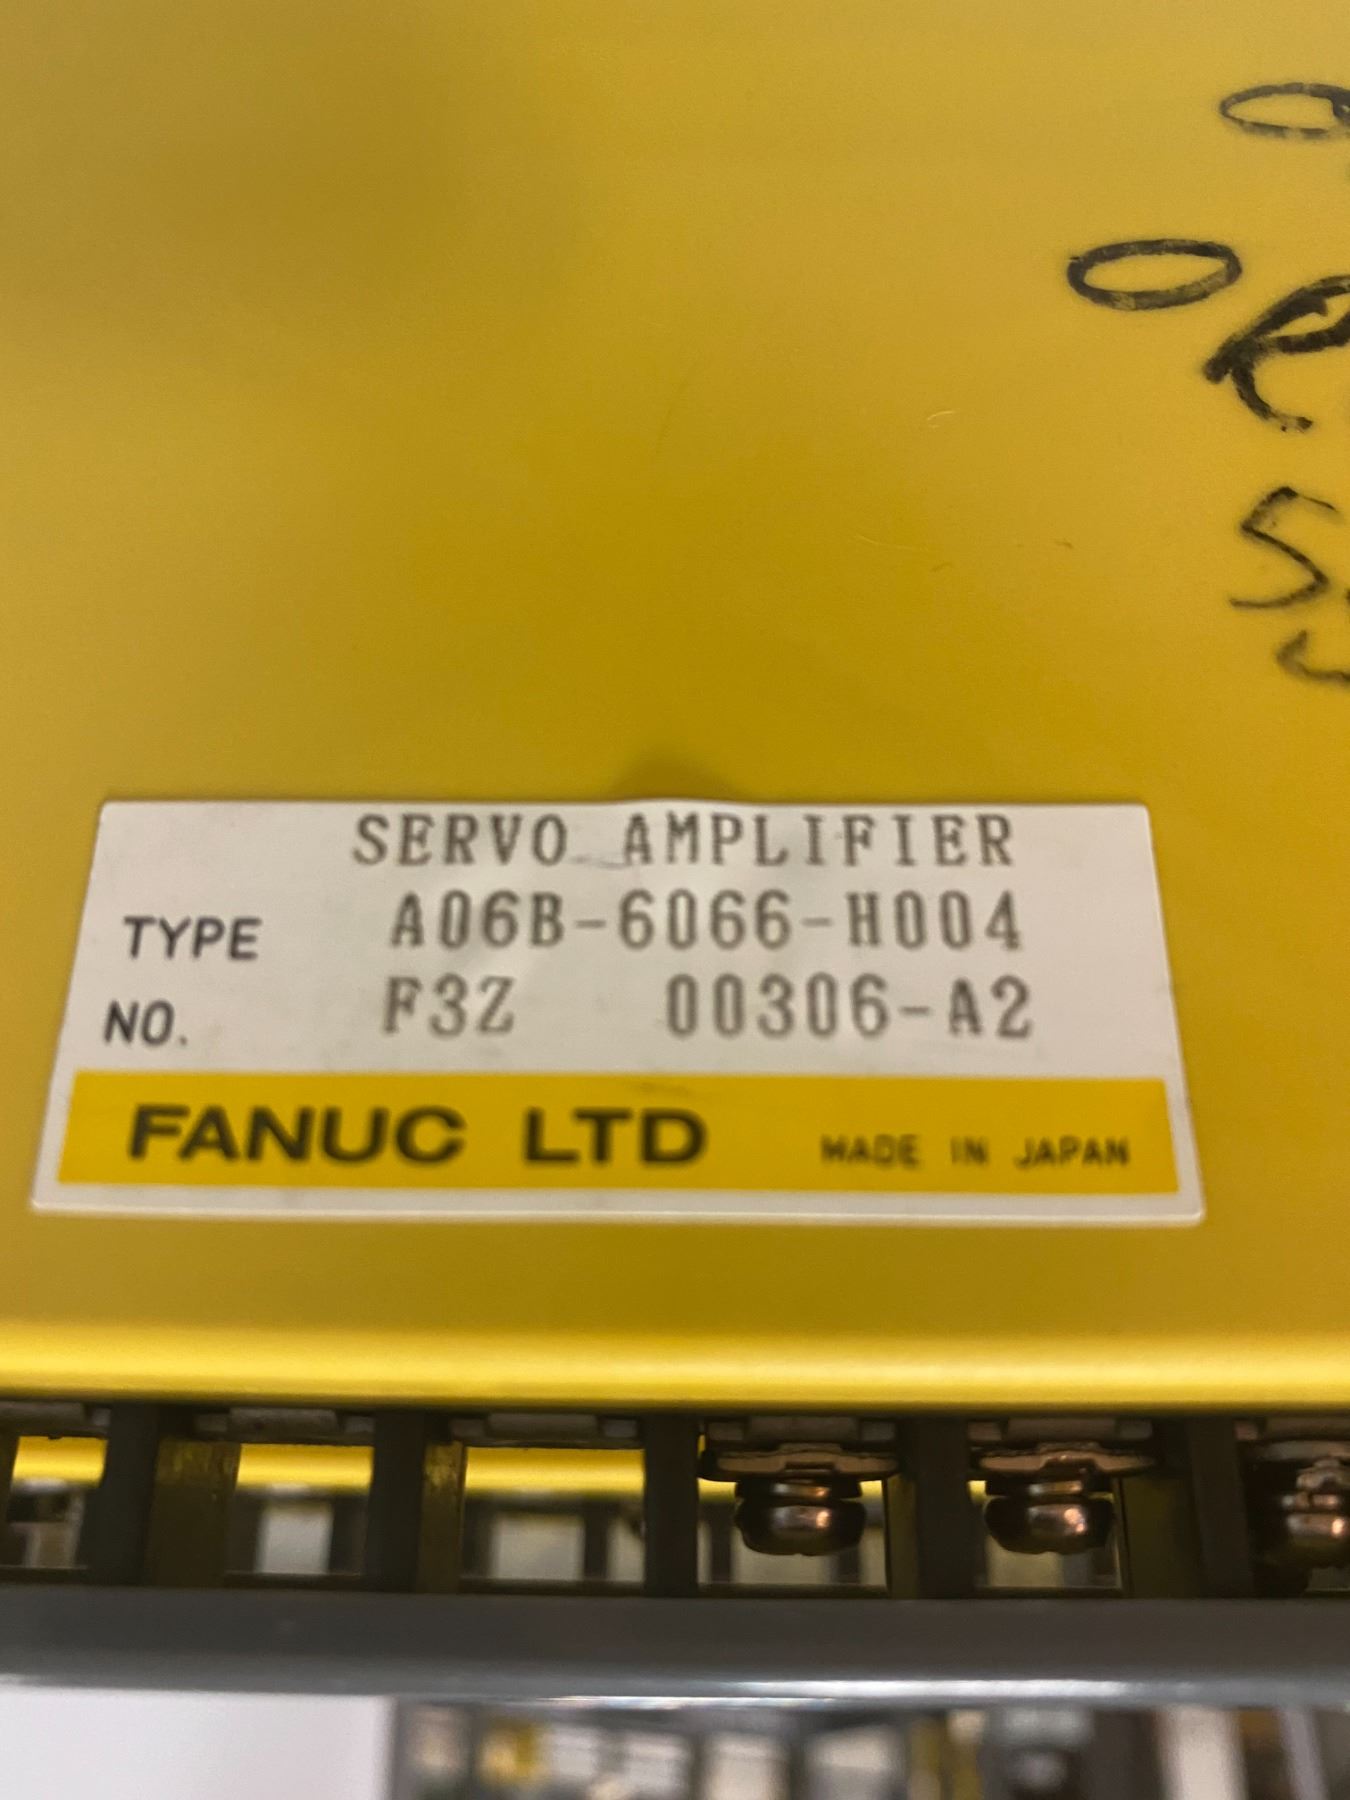 SERVO AMPLIFIER
TYPE A06B-6066-H004
NO. F3Z 00306-A2
FANUC LTD MADE IN JAPAN